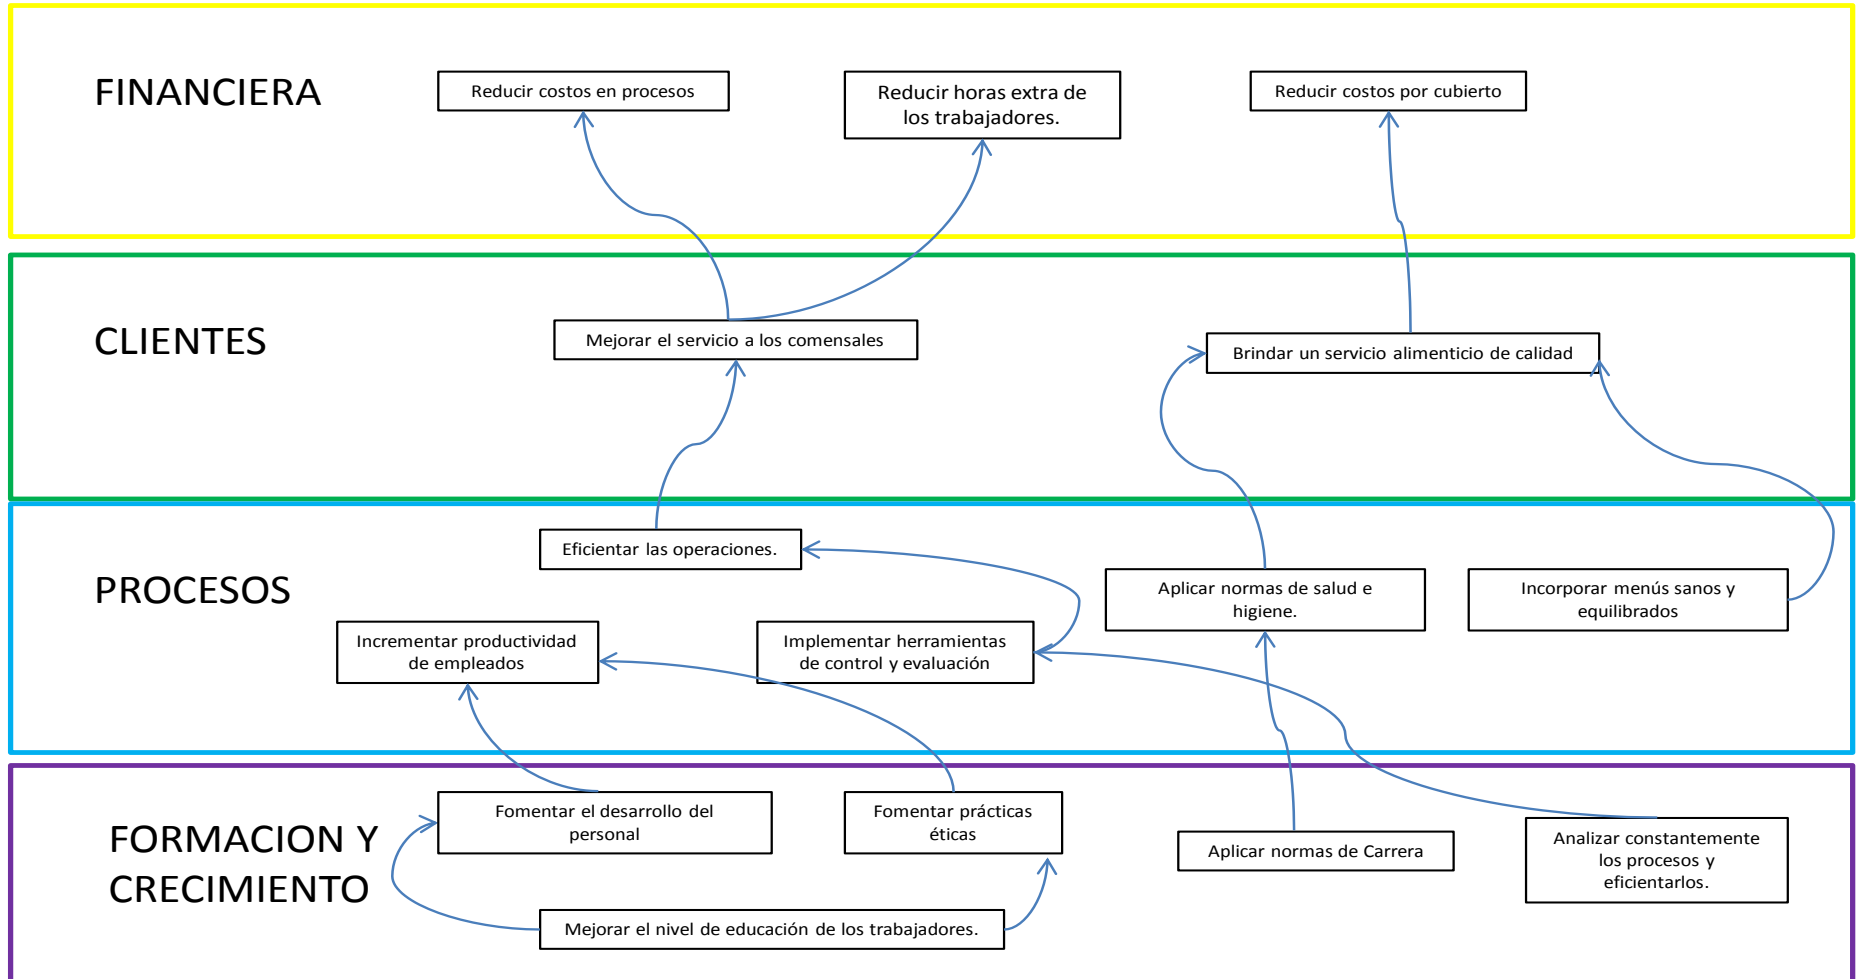 FINANCIERA
Reducir costos en procesos
Reducir horas extra de
los trabajadores.
Reducir costos por cubierto
CLIENTES
Mejorar el servicio a los comensales
Brindar un servicio alimenticio de calidad
PROCESOS
Eficientar las operaciones.
Aplicar normas de salud e
higiene.
Incorporar menús sanos y
equilibrados
Incrementar productividad
de empleados
Implementar herramientas
de control y evaluación
FORMACION Y
CRECIMIENTO
Fomentar el desarrollo del
personal
Fomentar prácticas
éticas
Aplicar normas de Carrera
Analizar constantemente
los procesos y
eficientarlos.
Mejorar el nivel de educación de los trabajadores.